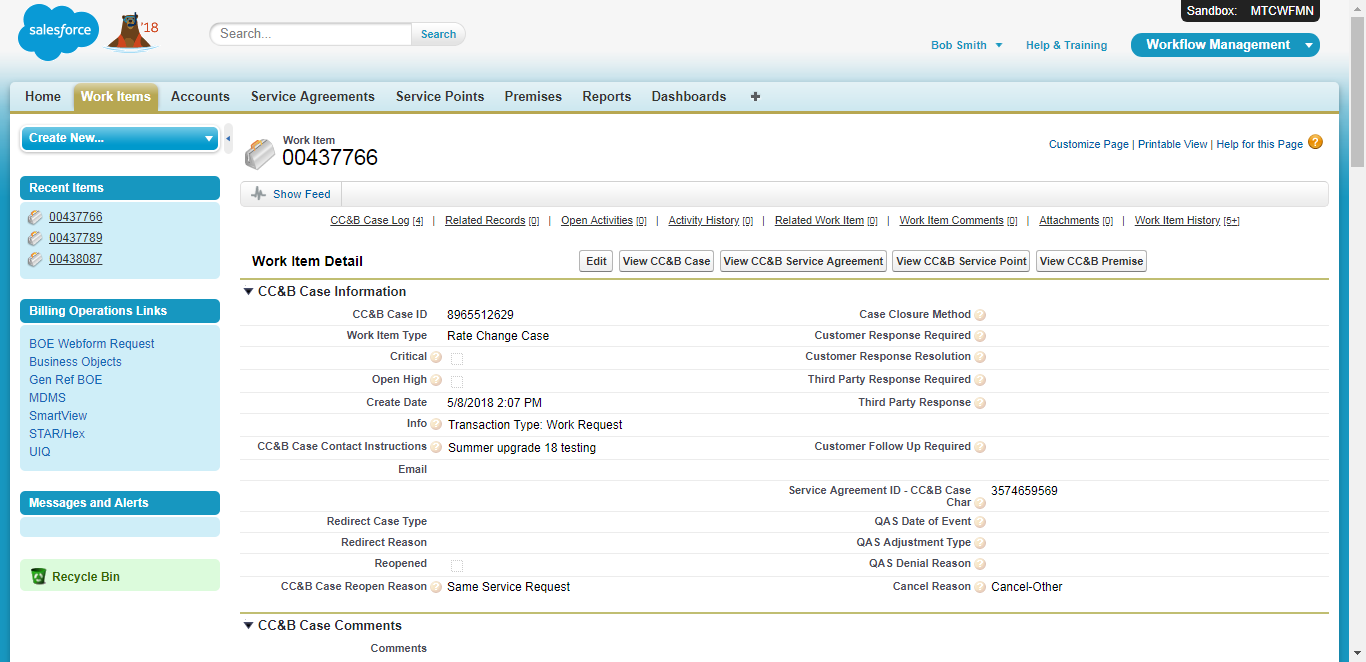 Sandbox: MTCWFMN
salesforce
'18
Search...
Search
Bob Smith
Help & Training
Workflow Management
Home
Work Items
Accounts
Service Agreements
Service Points
Premises
Reports
Dashboards
+
Create New...
Recent Items
00437766
00437789
00438087
Billing Operations Links
BOE Webform Request
Business Objects
Gen Ref BOE
MDMS
SmartView
STAR/Hex
UIQ
Messages and Alerts
Recycle Bin
Work Item
00437766
Customize Page | Printable View | Help for this Page ?
Show Feed
CC&B Case Log [4] | Related Records [0] | Open Activities [0] | Activity History [0] | Related Work Item [0] | Work Item Comments [0] | Attachments [0] | Work Item History [5+]
Work Item Detail
Edit
View CC&B Case
View CC&B Service Agreement
View CC&B Service Point
View CC&B Premise
CC&B Case Information
CC&B Case ID 8965512629
Case Closure Method ?
Work Item Type Rate Change Case
Customer Response Required ?
Critical ?
Customer Response Resolution ?
Open High ?
Third Party Response Required ?
Create Date 5/8/2018 2:07 PM
Third Party Response ?
Info ? Transaction Type: Work Request
CC&B Case Contact Instructions ? Summer upgrade 18 testing
Customer Follow Up Required ?
Email
Service Agreement ID - CC&B Case
Char ? 3574659569
Redirect Case Type
QAS Date of Event ?
Redirect Reason
QAS Adjustment Type ?
Reopened
QAS Denial Reason ?
CC&B Case Reopen Reason ? Same Service Request
Cancel Reason ? Cancel-Other
CC&B Case Comments
Comments